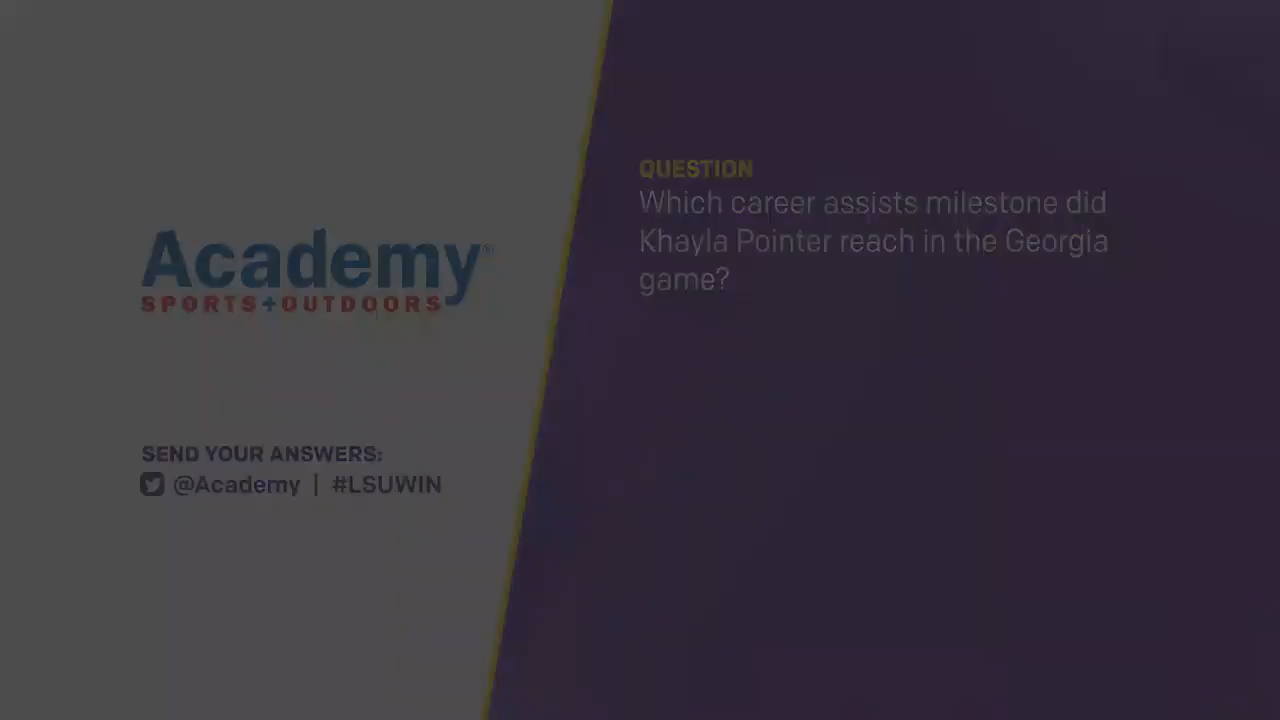 Academy
SPORTS+OUTDOORS
SEND YOUR ANSWERS:
@Academy | #LSUWIN
QUESTION
Which career assists milestone did
Khayla Pointer reach in the Georgia
game?